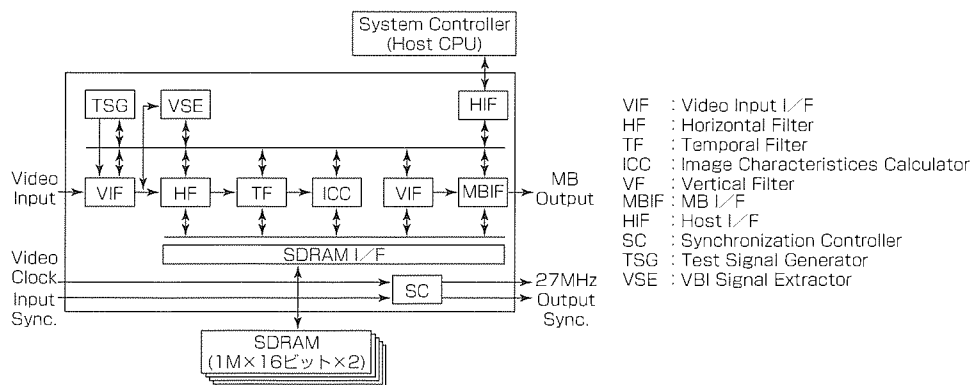 System Controller
(Host CPU)
TSG
VSE
HIF
Video
Input
VIF
HF
TF
ICC
VIF
MBIF
MB
Output
SDRAM I/F
Video
Clock
Input
Sync.
SC
27MHz
Output
Sync.
SDRAM
(1M×16ビット×2)
VIF : Video Input I/F
HF : Horizontal Filter
TF : Temporal Filter
ICC : Image Characteristices Calculator
VF : Vertical Filter
MBIF : MB I/F
HIF : Host I/F
SC : Synchronization Controller
TSG : Test Signal Generator
VSE : VBI Signal Extractor